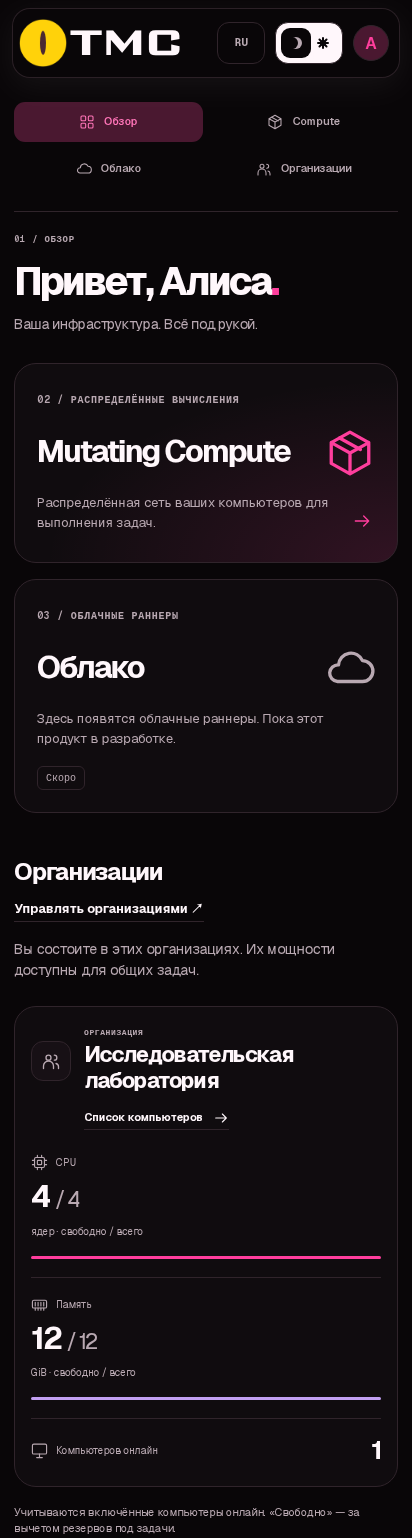 TMC
RU
A
Обзор
Compute
Облако
Организации
01 / ОБЗОР
Привет, Алиса.
Ваша инфраструктура. Всё под рукой.
02 / РАСПРЕДЕЛЁННЫЕ ВЫЧИСЛЕНИЯ
Mutating Compute
Распределённая сеть ваших компьютеров для
выполнения задач.
03 / ОБЛАЧНЫЕ РАННЕРЫ
Облако
Здесь появятся облачные раннеры. Пока этот
продукт в разработке.
Скоро
Организации
Управлять организациями ↗
Вы состоите в этих организациях. Их мощности
доступны для общих задач.
ОРГАНИЗАЦИЯ
Исследовательская
лаборатория
Список компьютеров →
CPU
4 / 4
ядер · свободно / всего
Память
12 / 12
GiB · свободно / всего
Компьютеров онлайн
1
Учитываются включённые компьютеры онлайн. «Свободно» — за
вычетом резервов под задачи.